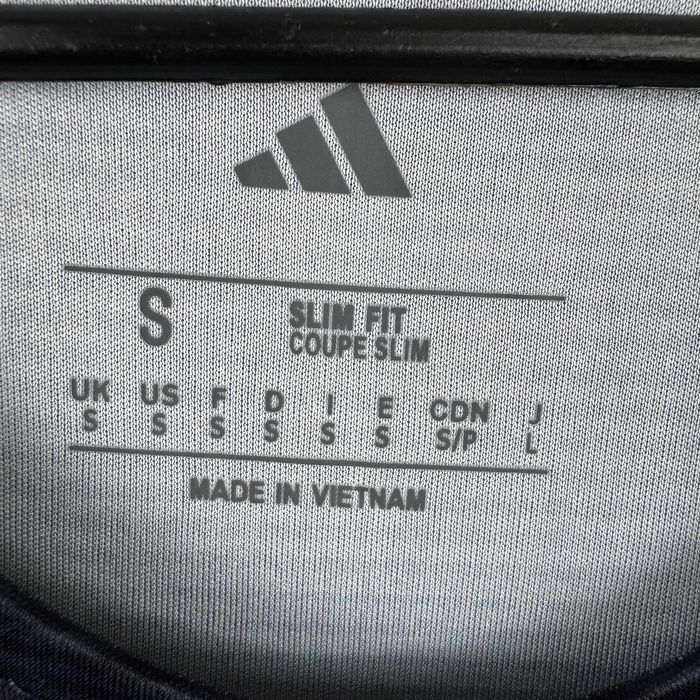 S
SLIM FIT
COUPE SLIM
UK US F D I E CDN J
S S S S S S S/P L
MADE IN VIETNAM